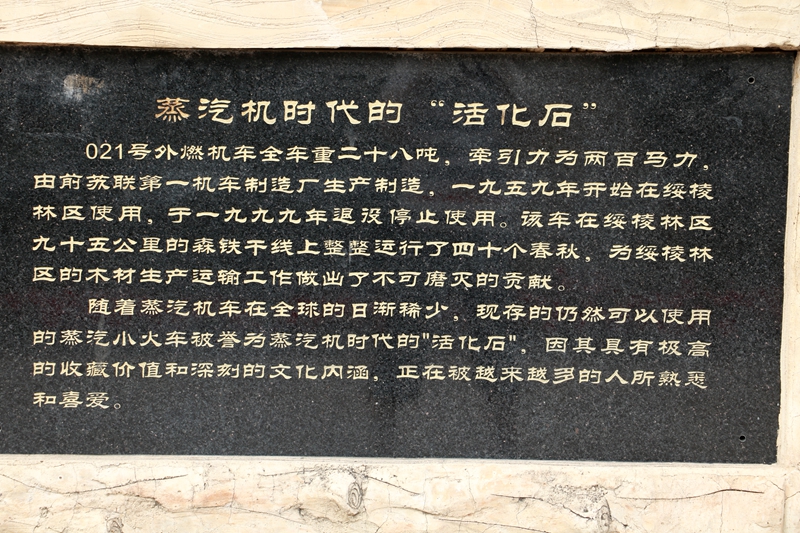 蒸汽机时代的“活化石”
021号外燃机车全车重二十八吨，牵引力为两百马力，
由前苏联第一机车制造厂生产制造，一九五九年开始在绥棱
林区使用，于一九九九年退没停止使用。该车在绥棱林区
九十五公里的森铁干线上整整运行了四十个春秋，为绥棱林
区的木材生产运输工作做出了不可磨灭的贡献。
随着蒸汽机车在全球的日渐稀少，现存的仍然可以使用
的蒸汽小火车被誉为蒸汽机时代的"活化石"，因其具有极高
的收藏价值和深刻的文化内涵，正在被越来越多的人所熟悉
和喜爱。